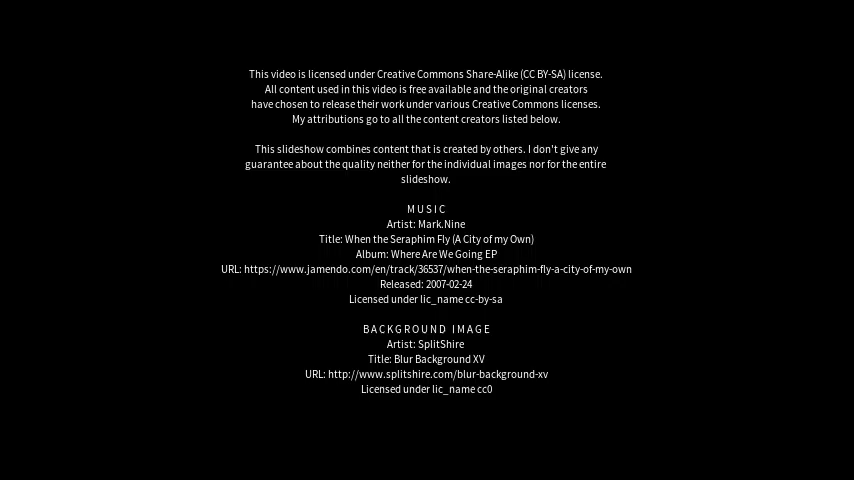 This video is licensed under Creative Commons Share-Alike (CC BY-SA) license.
All content used in this video is free available and the original creators
have chosen to release their work under various Creative Commons licenses.
My attributions go to all the content creators listed below.
This slideshow combines content that is created by others. I don't give any
guarantee about the quality neither for the individual images nor for the entire
slideshow.
MUSIC
Artist: Mark.Nine
Title: When the Seraphim Fly (A City of my Own)
Album: Where Are We Going EP
URL: https://www.jamendo.com/en/track/36537/when-the-seraphim-fly-a-city-of-my-own
Released: 2007-02-24
Licensed under lic_name cc-by-sa
BACKGROUND IMAGE
Artist: SplitShire
Title: Blur Background XV
URL: http://www.splitshire.com/blur-background-xv
Licensed under lic_name cc0